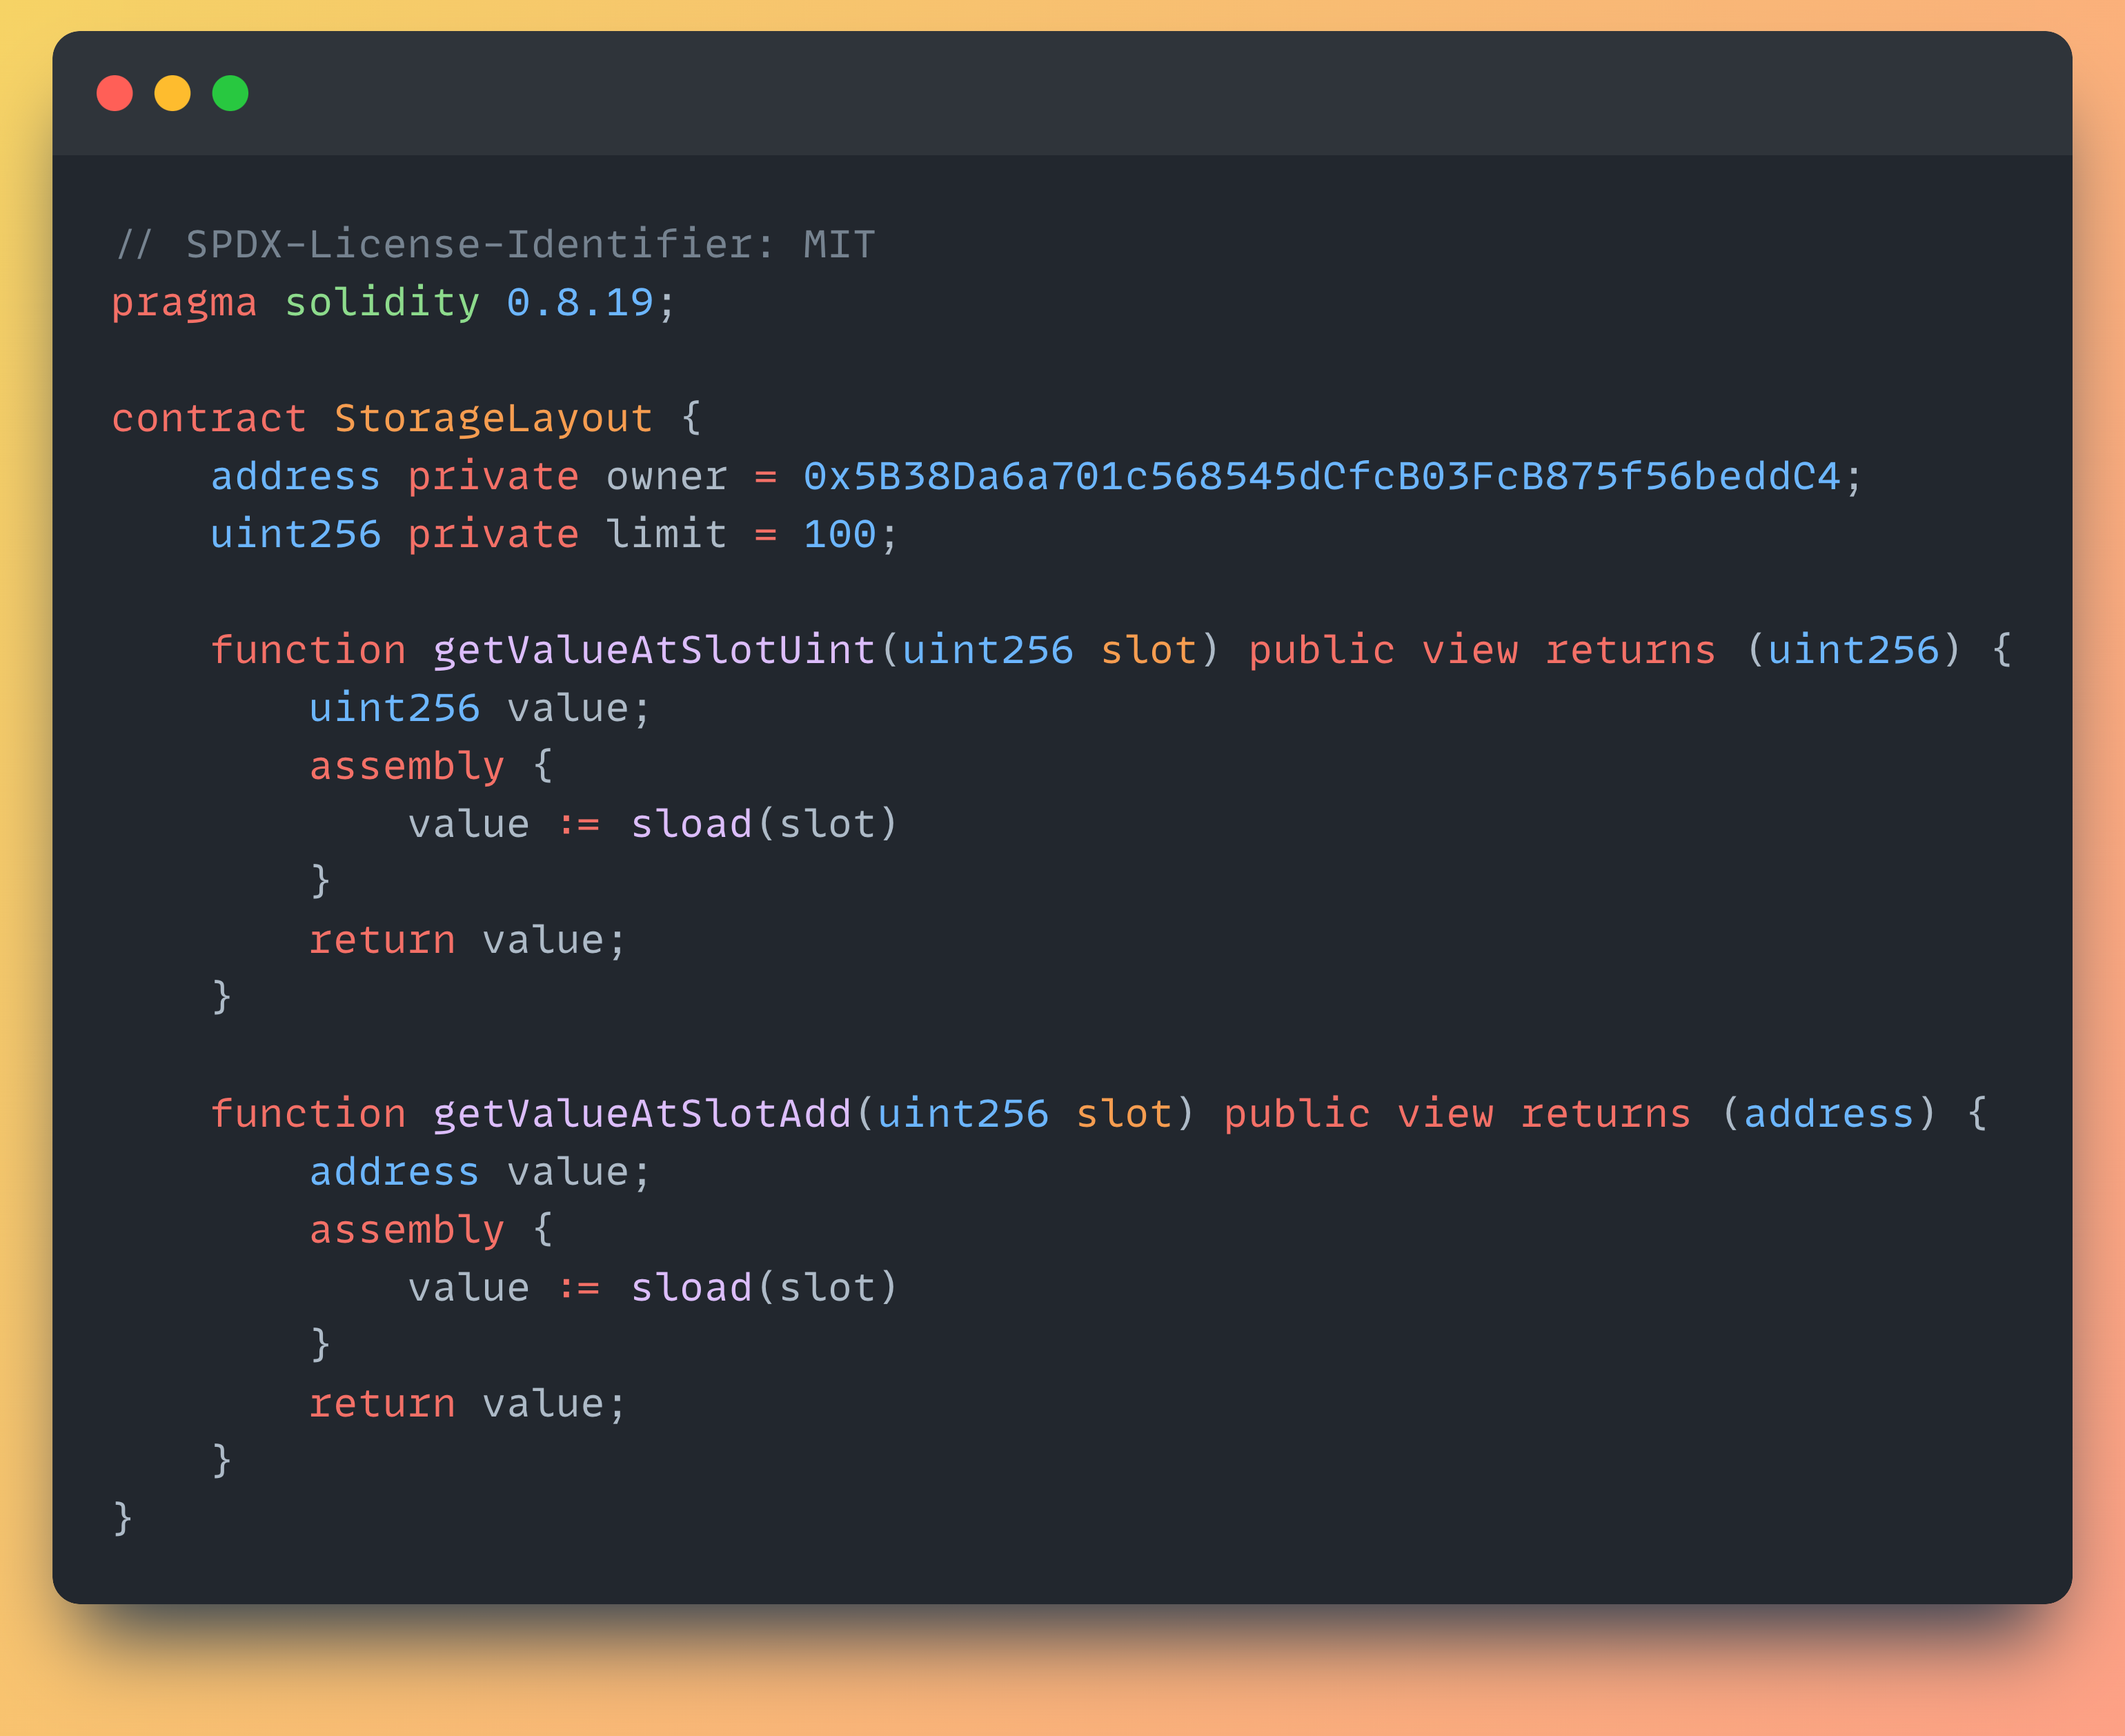 // SPDX-License-Identifier: MIT
pragma solidity 0.8.19;
contract StorageLayout {
address private owner = 0x5B38Da6a701c568545dCfcB03FcB875f56beddC4;
uint256 private limit = 100;
function getValueAtSlotUint(uint256 slot) public view returns (uint256) {
uint256 value;
assembly {
value := sload(slot)
}
return value;
}
function getValueAtSlotAdd(uint256 slot) public view returns (address) {
address value;
assembly {
value := sload(slot)
}
return value;
}
}